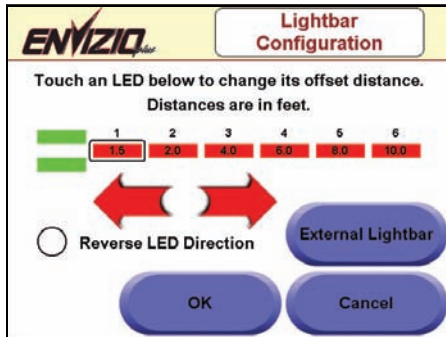 ENVIZIO plus
Lightbar
Configuration
Touch an LED below to change its offset distance.
Distances are in feet.
1 2 3 4 5 6
1.5 2.0 4.0 6.0 8.0 10.0
Reverse LED Direction
External Lightbar
OK Cancel